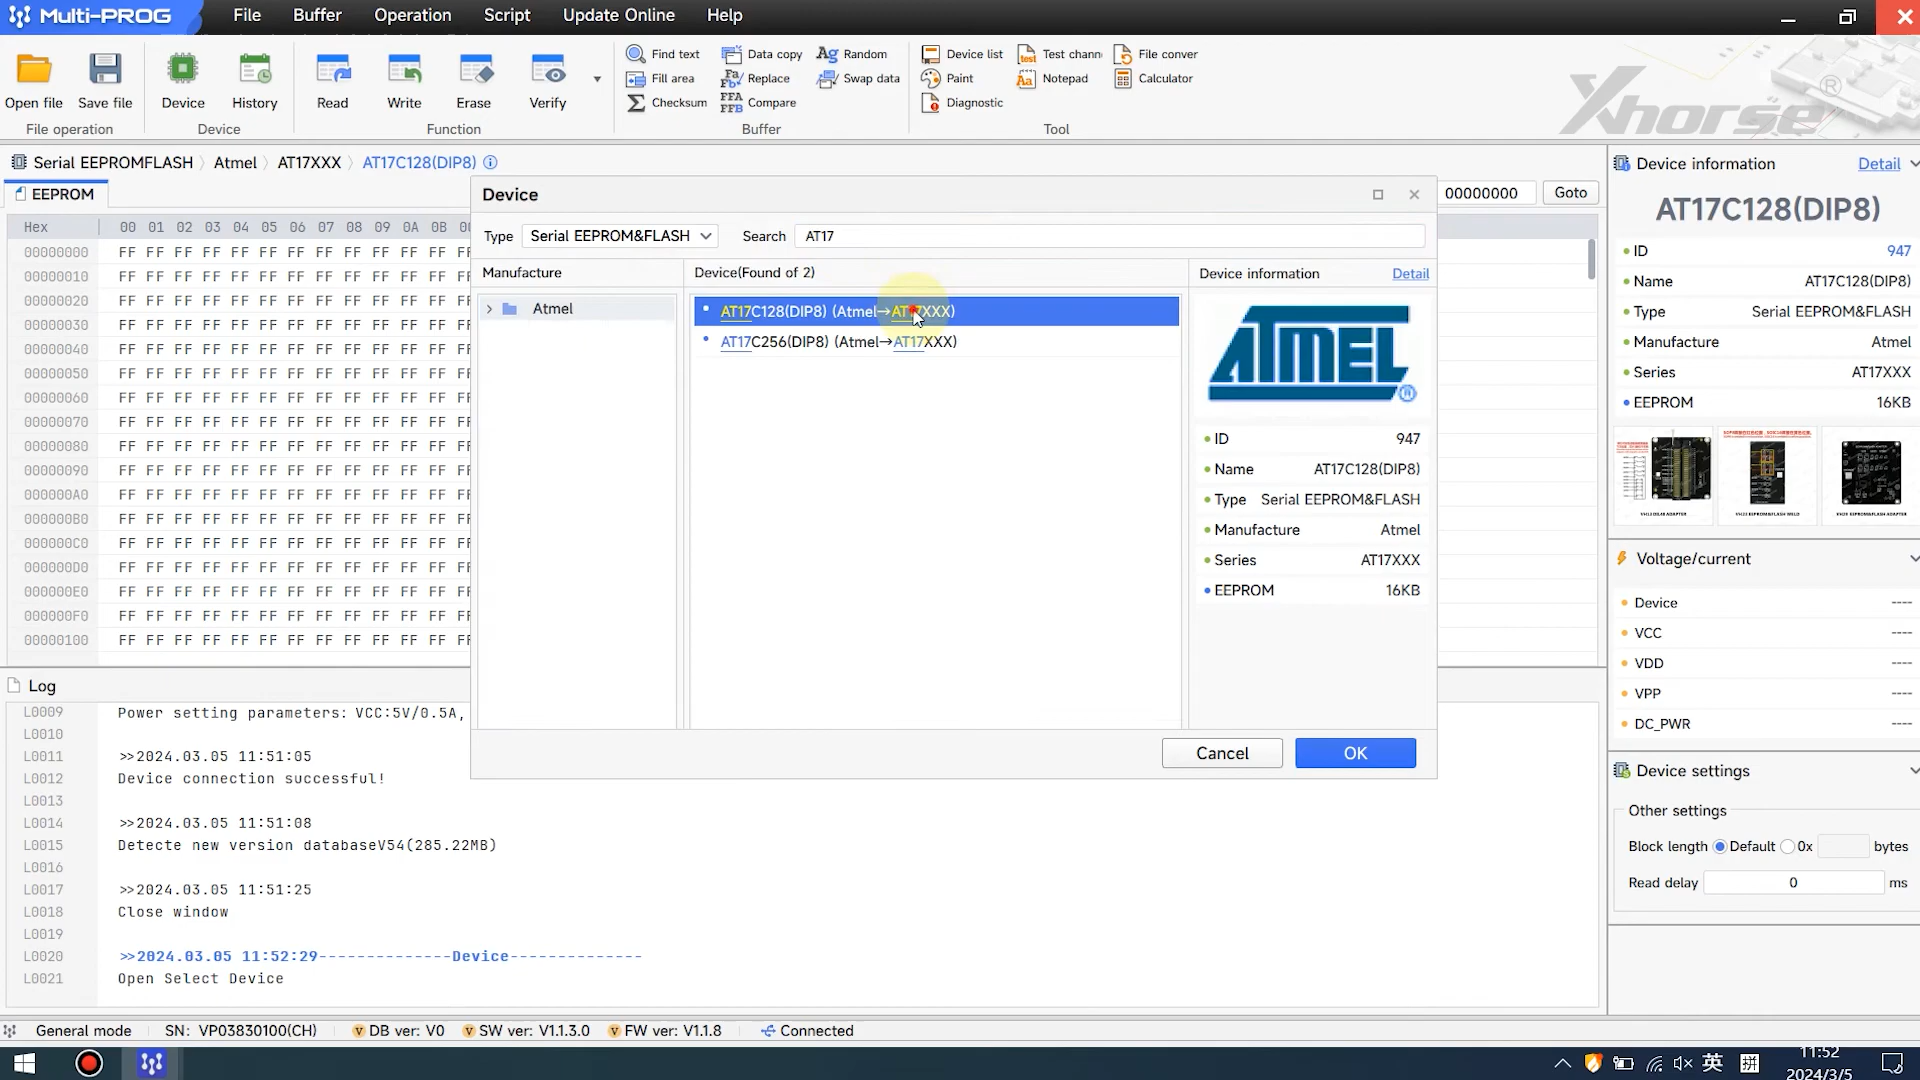 Multi-PROG
File Buffer Operation Script Update Online Help
Open file Save file
File operation
Device History
Device
Read Write Erase Verify
Function
Find text Data copy Random
Fill area Replace Swap data
Checksum Compare
Buffer
Device list Test chann File conver
Paint Notepad Calculator
Diagnostic
Tool
Xhorse®
Serial EEPROMFLASH 〉 Atmel 〉 AT17XXX 〉 AT17C128(DIP8)
EEPROM
00000000 Goto
Hex 00 01 02 03 04 05 06 07 08 09 0A 0B
00000000 FF FF FF FF FF FF FF FF FF FF FF FF
00000010 FF FF FF FF FF FF FF FF FF FF FF FF
00000020 FF FF FF FF FF FF FF FF FF FF FF FF
00000030 FF FF FF FF FF FF FF FF FF FF FF FF
00000040 FF FF FF FF FF FF FF FF FF FF FF FF
00000050 FF FF FF FF FF FF FF FF FF FF FF FF
00000060 FF FF FF FF FF FF FF FF FF FF FF FF
00000070 FF FF FF FF FF FF FF FF FF FF FF FF
00000080 FF FF FF FF FF FF FF FF FF FF FF FF
00000090 FF FF FF FF FF FF FF FF FF FF FF FF
000000A0 FF FF FF FF FF FF FF FF FF FF FF FF
000000B0 FF FF FF FF FF FF FF FF FF FF FF FF
000000C0 FF FF FF FF FF FF FF FF FF FF FF FF
000000D0 FF FF FF FF FF FF FF FF FF FF FF FF
000000E0 FF FF FF FF FF FF FF FF FF FF FF FF
000000F0 FF FF FF FF FF FF FF FF FF FF FF FF
00000100 FF FF FF FF FF FF FF FF FF FF FF FF
Device
Type Serial EEPROM&FLASH Search AT17
Manufacture
Atmel
Device(Found of 2)
AT17C128(DIP8) (Atmel→AT17XXX)
AT17C256(DIP8) (Atmel→AT17XXX)
Device information Detail
ATMEL®
ID 947
Name AT17C128(DIP8)
Type Serial EEPROM&FLASH
Manufacture Atmel
Series AT17XXX
EEPROM 16KB
Cancel OK
Device information Detail
AT17C128(DIP8)
ID 947
Name AT17C128(DIP8)
Type Serial EEPROM&FLASH
Manufacture Atmel
Series AT17XXX
EEPROM 16KB
Voltage/current
Device ----
VCC ----
VDD ----
VPP ----
DC_PWR ----
Device settings
Other settings
Block length Default 0x bytes
Read delay 0 ms
Log
L0009 Power setting parameters: VCC:5V/0.5A,
L0010
L0011 >>2024.03.05 11:51:05
L0012 Device connection successful!
L0013
L0014 >>2024.03.05 11:51:08
L0015 Detecte new version databaseV54(285.22MB)
L0016
L0017 >>2024.03.05 11:51:25
L0018 Close window
L0019
L0020 >>2024.03.05 11:52:29--------------Device--------------
L0021 Open Select Device
General mode SN: VP03830100(CH) DB ver: V0 SW ver: V1.1.3.0 FW ver: V1.1.8 Connected
英 拼 11:52
2024/3/5